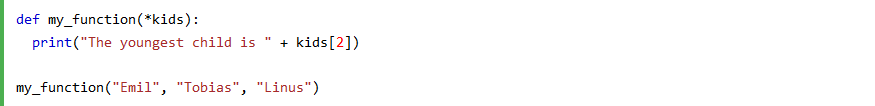 def my_function(*kids):
  print("The youngest child is " + kids[2])

my_function("Emil", "Tobias", "Linus")